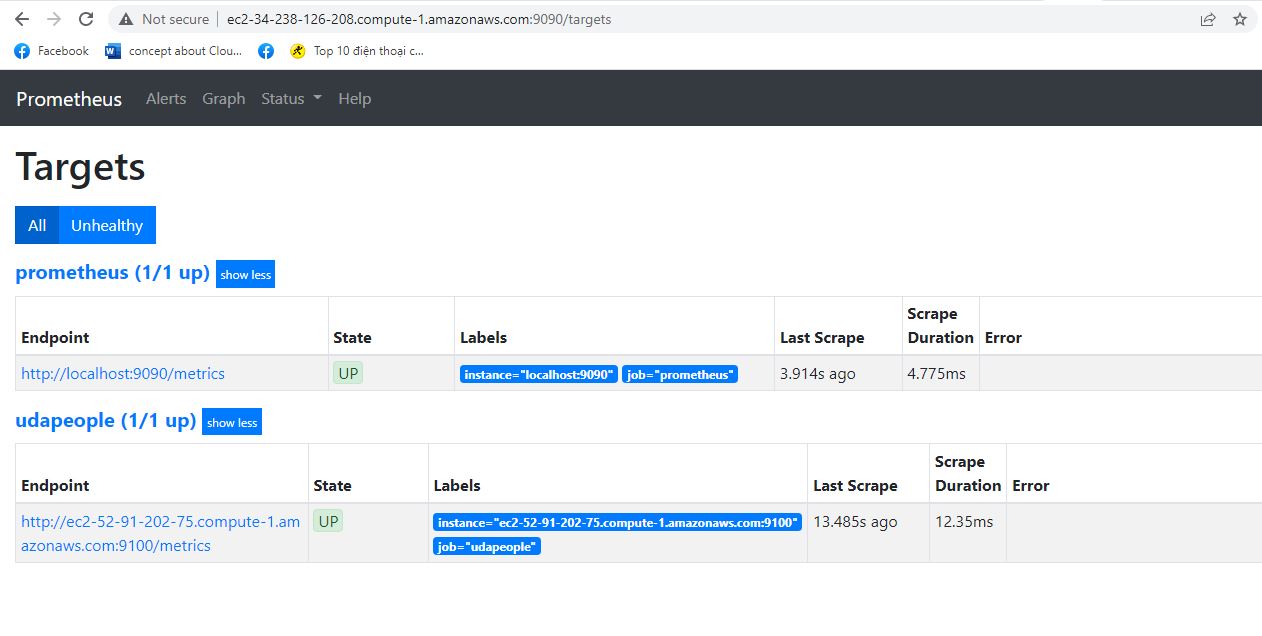 Not secure ec2-34-238-126-208.compute-1.amazonaws.com:9090/targets
Facebook concept about Clou... Top 10 điện thoại c...
Prometheus Alerts Graph Status Help
Targets
All Unhealthy
prometheus (1/1 up) show less
Endpoint State Labels Last Scrape Scrape Duration Error
http://localhost:9090/metrics UP instance="localhost:9090" job="prometheus" 3.914s ago 4.775ms
udapeople (1/1 up) show less
Endpoint State Labels Last Scrape Scrape Duration Error
http://ec2-52-91-202-75.compute-1.am UP instance="ec2-52-91-202-75.compute-1.amazonaws.com:9100" 13.485s ago 12.35ms
azonaws.com:9100/metrics job="udapeople"